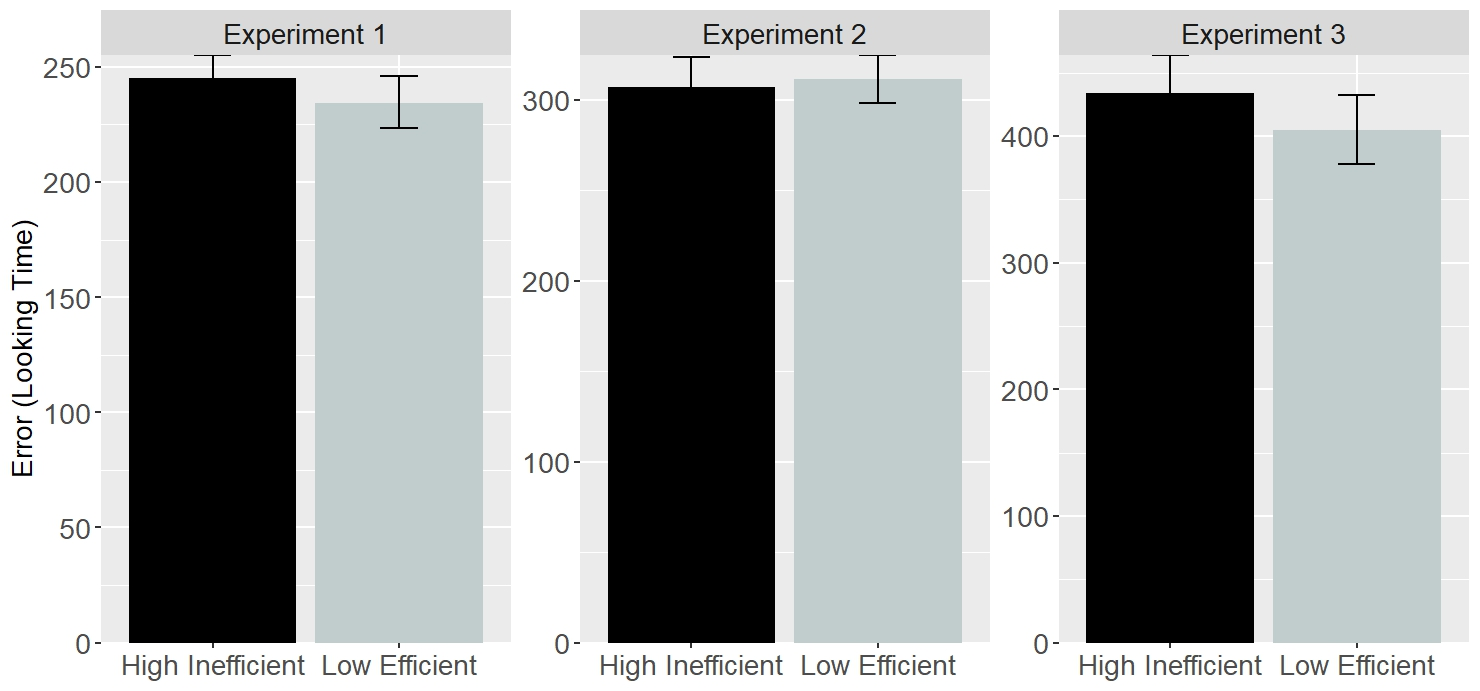 Experiment 1
Experiment 2
Experiment 3
Error (Looking Time)
250
200
150
100
50
0
300
200
100
0
400
300
200
100
0
High Inefficient Low Efficient
High Inefficient Low Efficient
High Inefficient Low Efficient